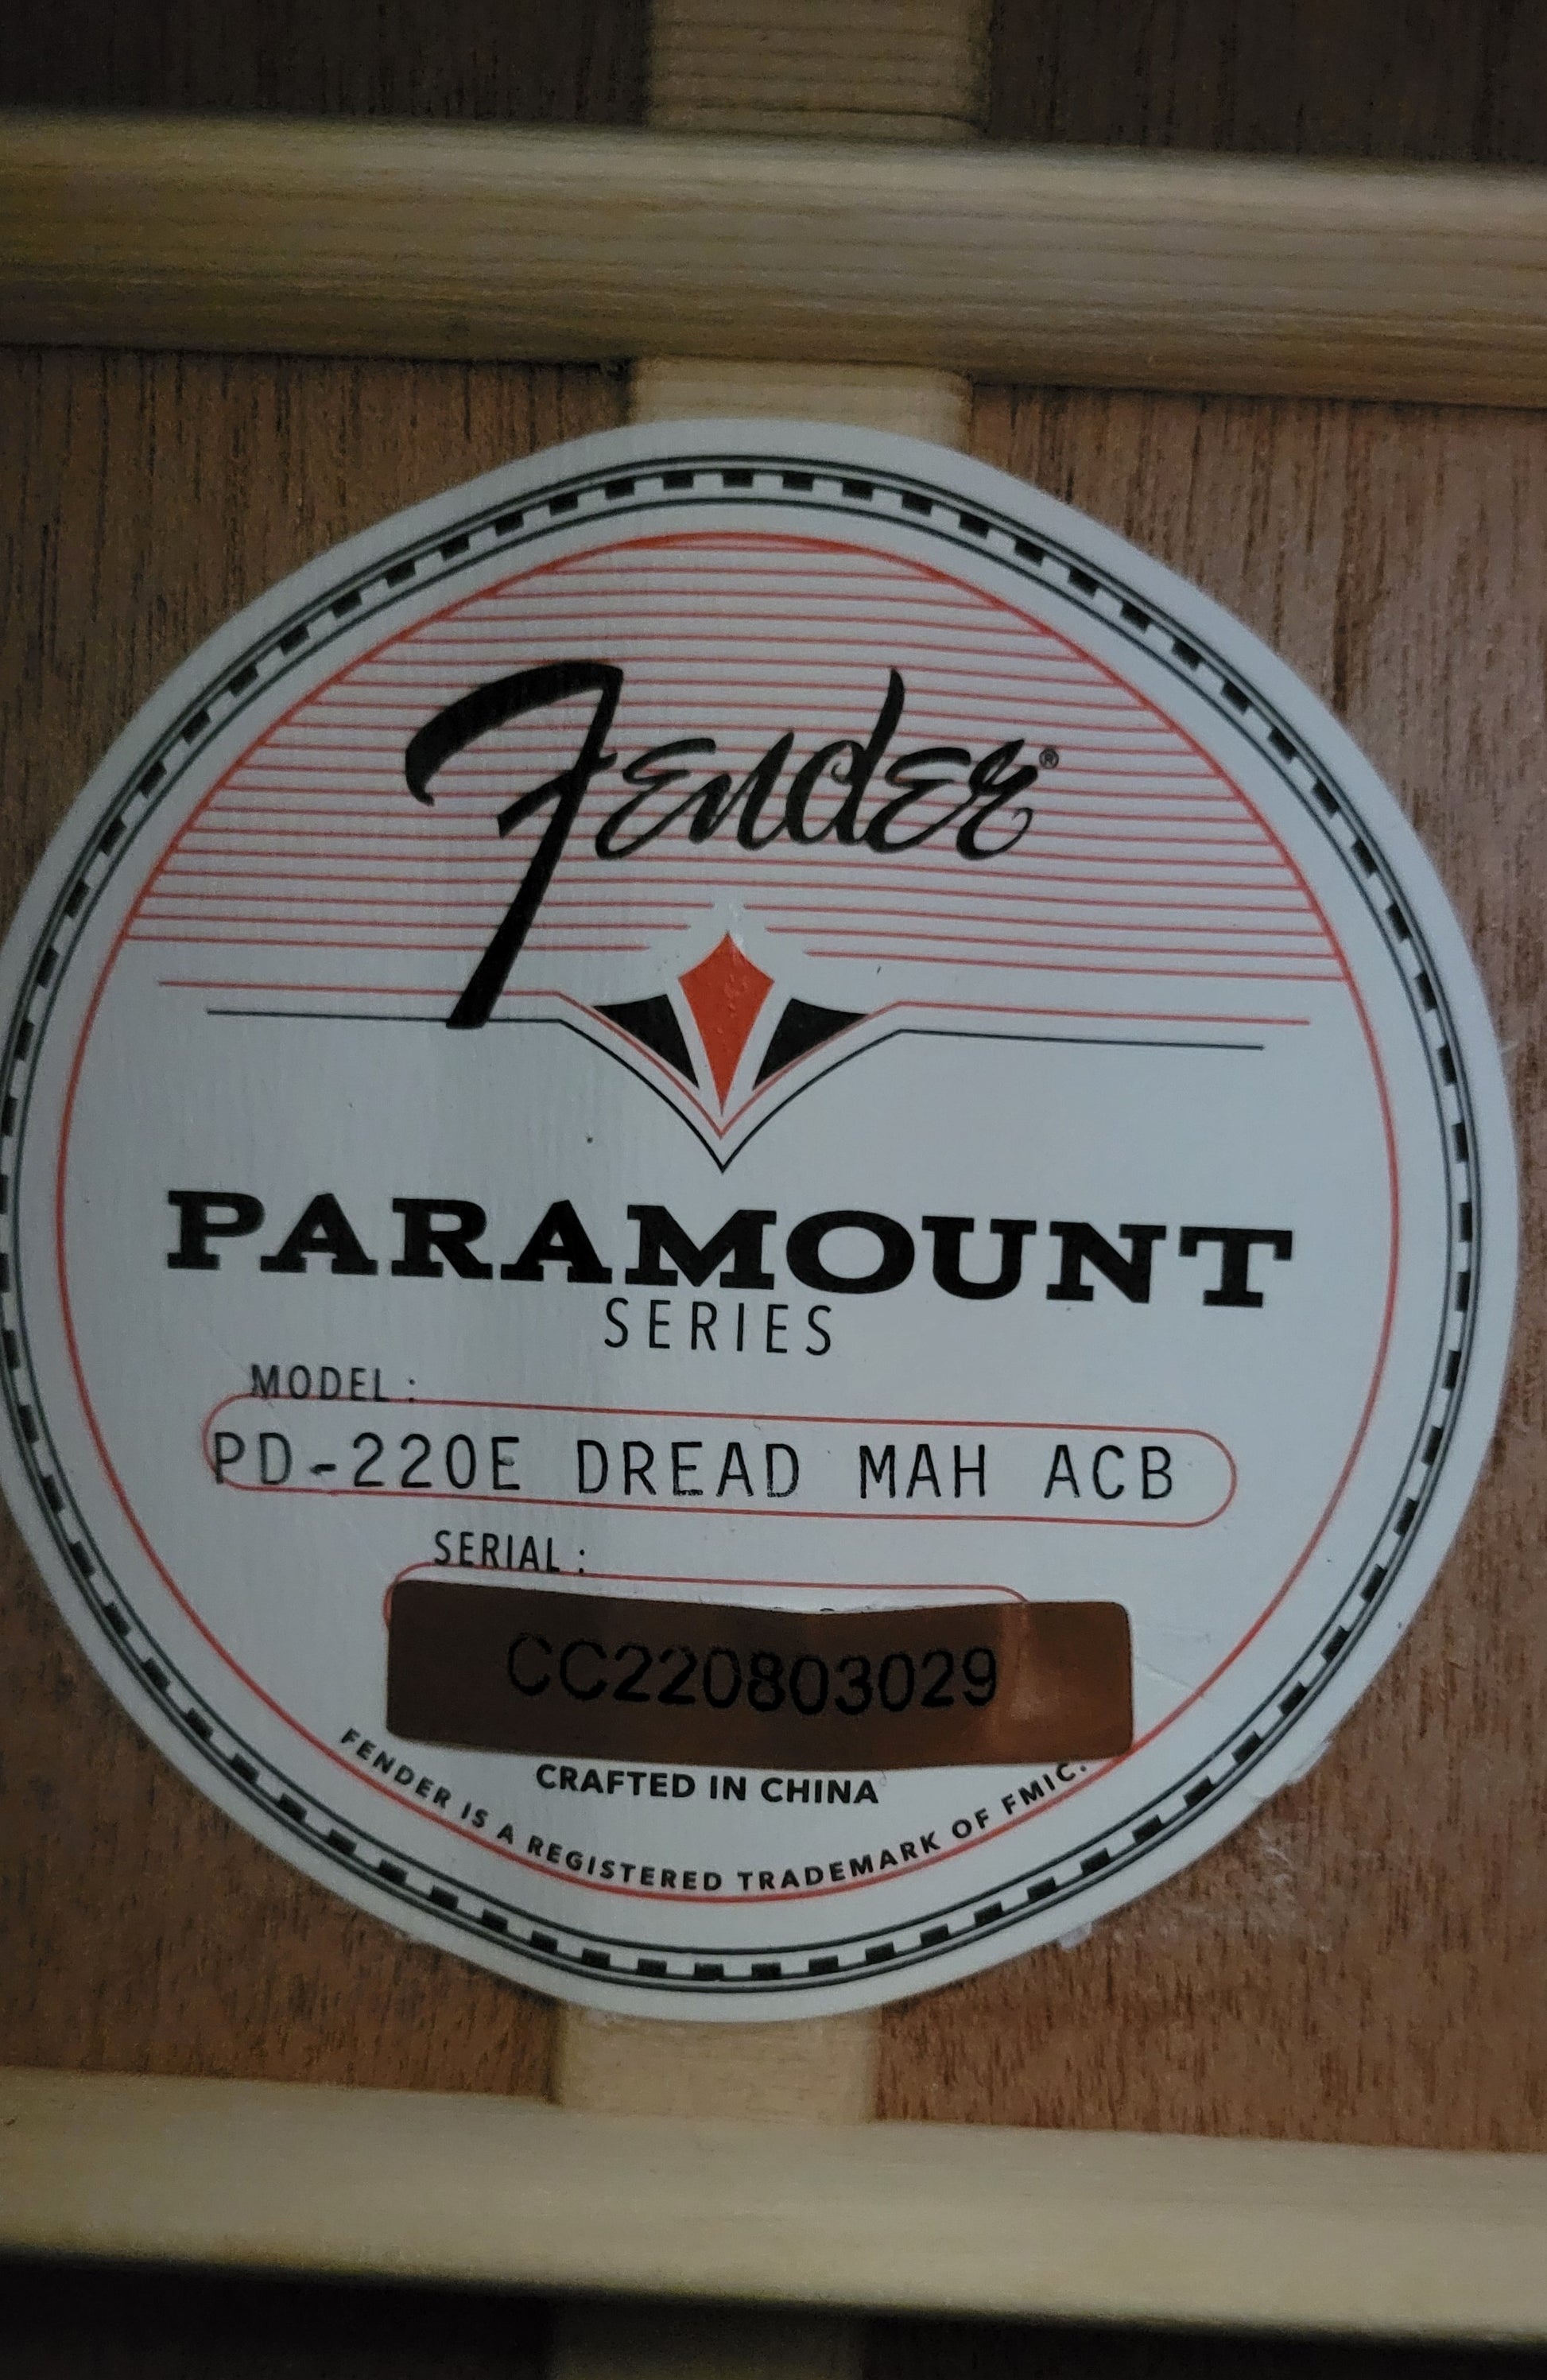 Fender®
PARAMOUNT
SERIES
MODEL:
PD-220E DREAD MAH ACB
SERIAL:
CC220803029
CRAFTED IN CHINA
FENDER IS A REGISTERED TRADEMARK OF FMIC.